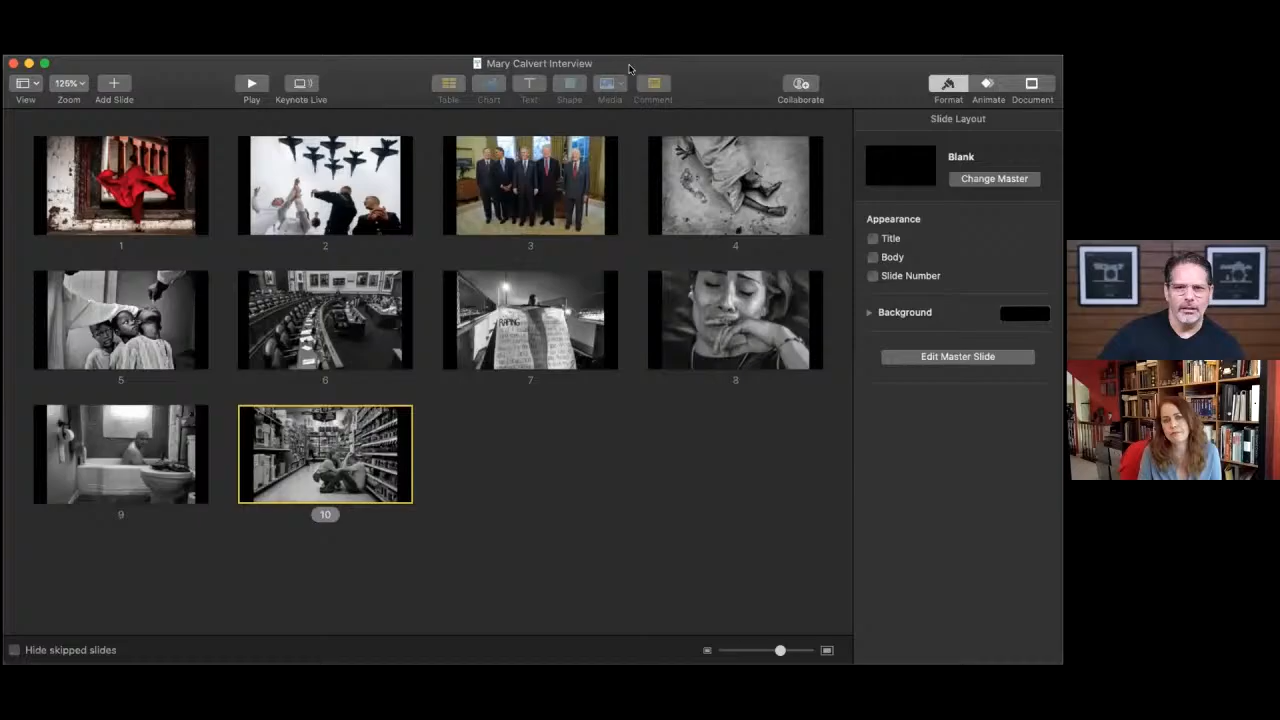 Mary Calvert Interview
125%
View
Zoom
Add Slide
Play
Keynote Live
Table
Chart
Text
Shape
Media
Comment
Collaborate
Format
Animate
Document
1
2
3
4
5
6
7
8
9
10
Slide Layout
Blank
Change Master
Appearance
Title
Body
Slide Number
Background
Edit Master Slide
Hide skipped slides